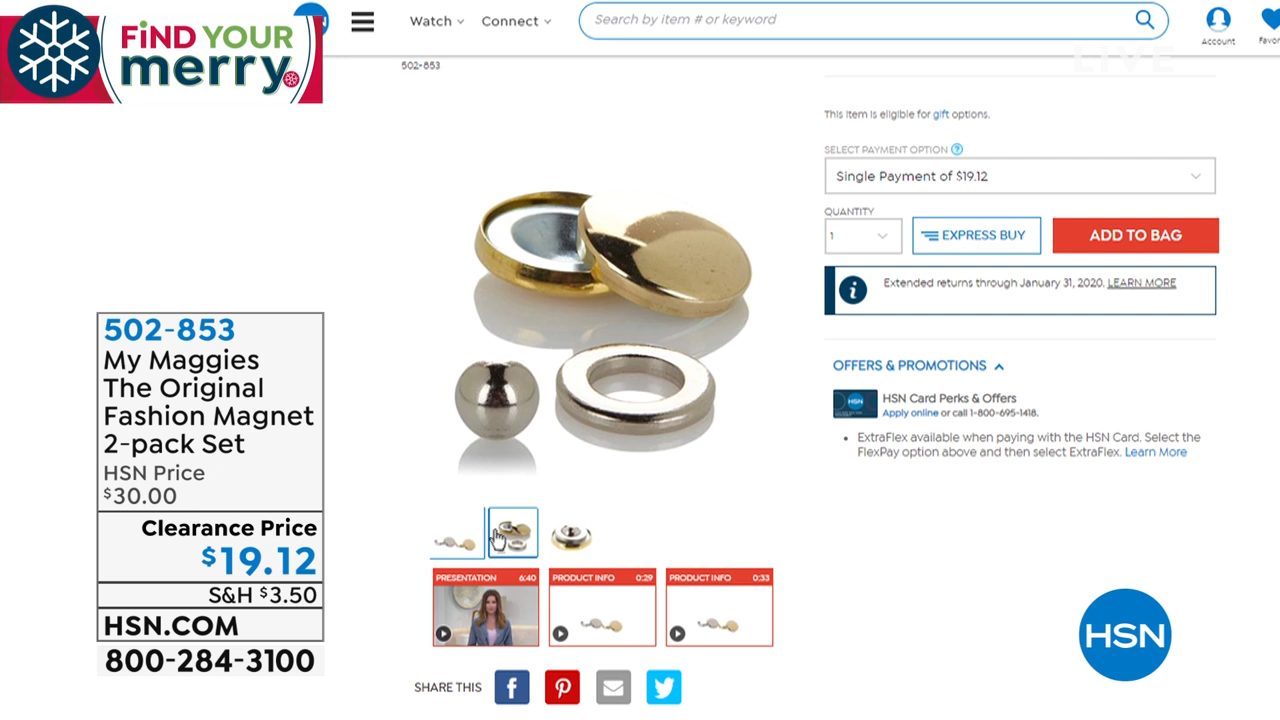 FiND YOUR
merry.
Watch
Connect
Search by item # or keyword
Account
Favor
LIVE
502-853
This item is eligible for gift options.
SELECT PAYMENT OPTION ?
Single Payment of $19.12
QUANTITY
1
EXPRESS BUY
ADD TO BAG
i
Extended returns through January 31, 2020. LEARN MORE
OFFERS & PROMOTIONS
HSN
HSN Card Perks & Offers
Apply online or call 1-800-695-1418.
• ExtraFlex available when paying with the HSN Card. Select the
FlexPay option above and then select ExtraFlex. Learn More
502-853
My Maggies
The Original
Fashion Magnet
2-pack Set
HSN Price
$30.00
Clearance Price
$19.12
S&H $3.50
HSN.COM
800-284-3100
PRESENTATION 6:40
PRODUCT INFO 0:29
PRODUCT INFO 0:33
SHARE THIS
HSN